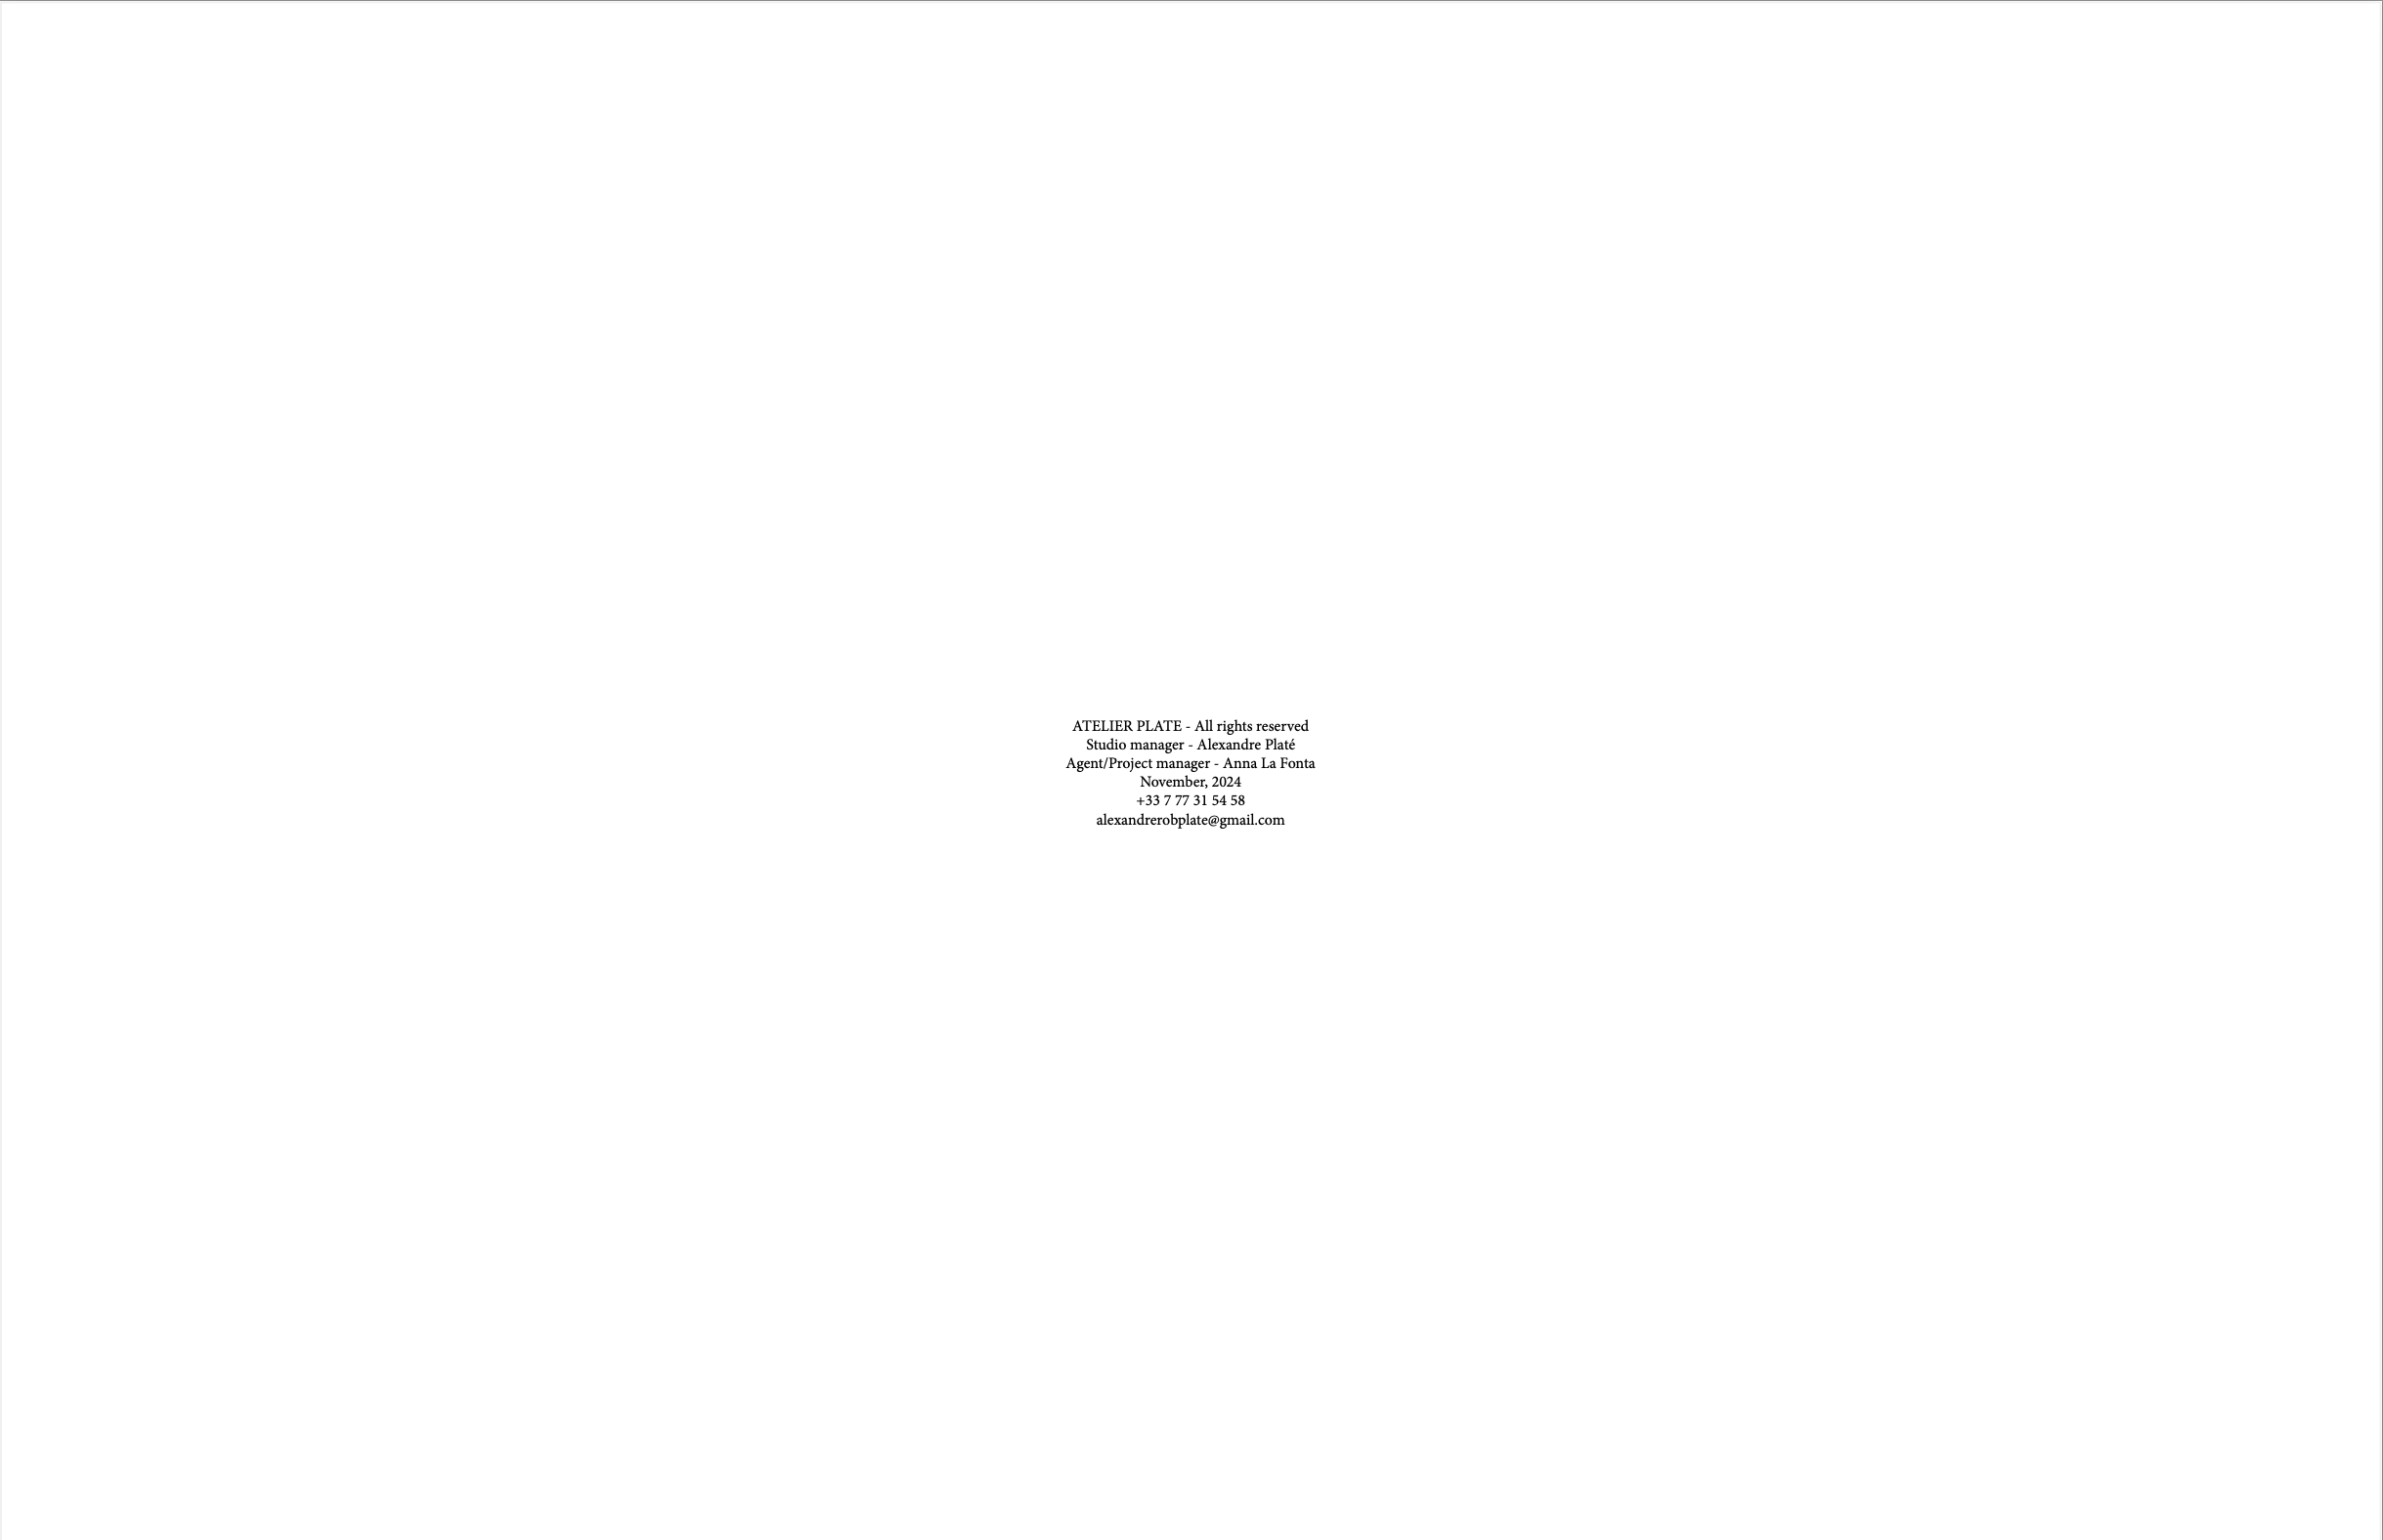 ATELIER PLATE - All rights reserved
Studio manager - Alexandre Platé
Agent/Project manager - Anna La Fonta
November, 2024
+33 7 77 31 54 58
alexandrerobplate@gmail.com